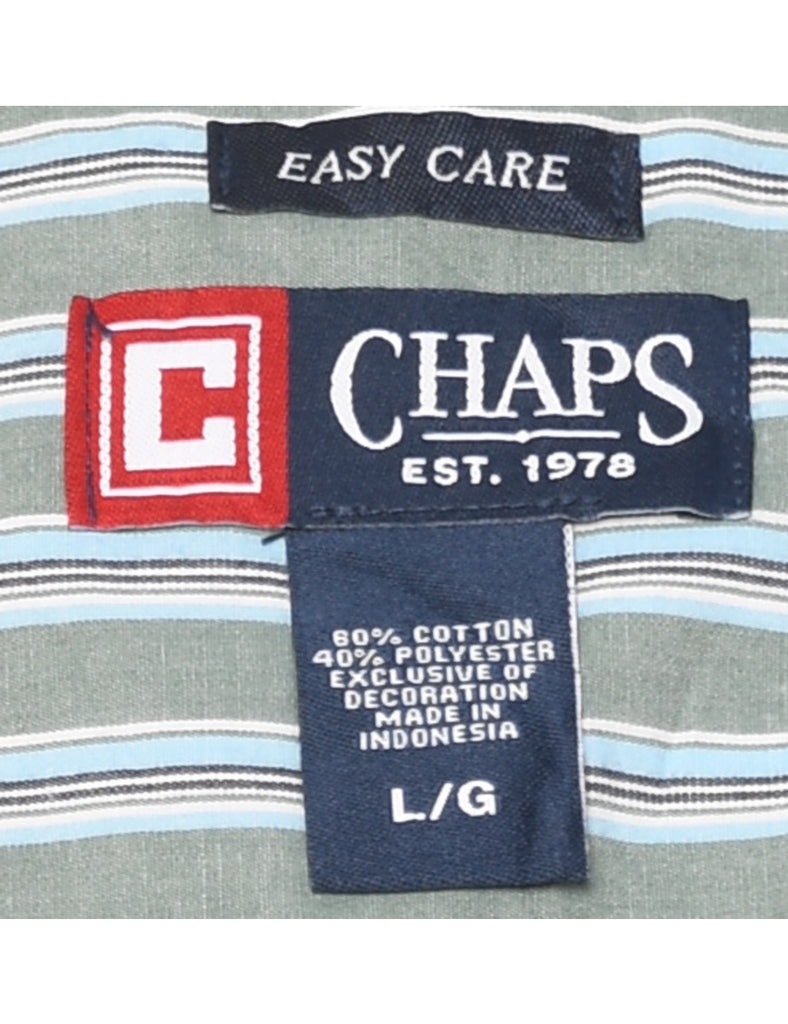 EASY CARE
C
CHAPS
EST. 1978
60% COTTON
40% POLYESTER
EXCLUSIVE OF
DECORATION
MADE IN
INDONESIA
L/G